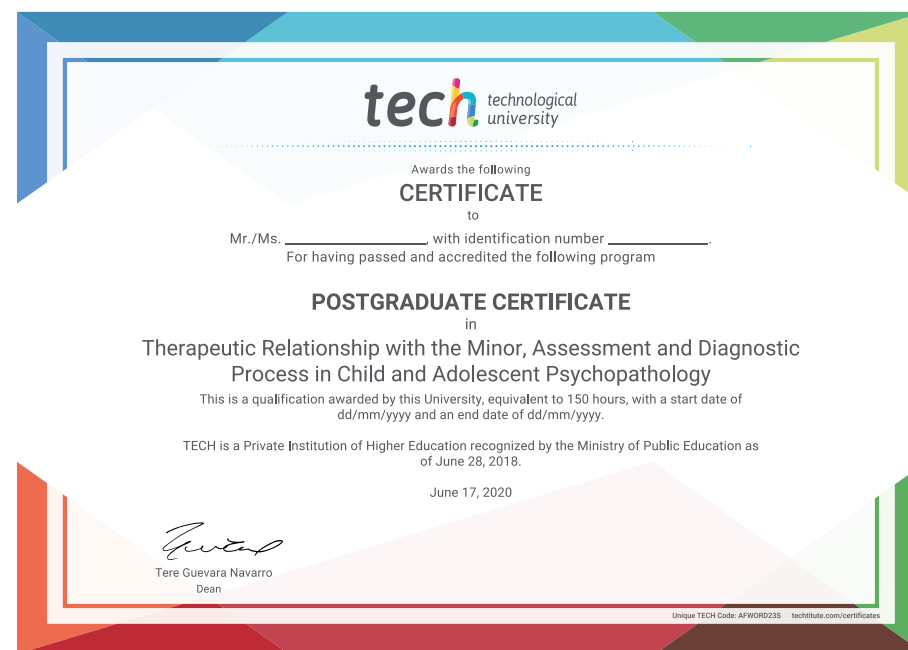 tech technological
university
Awards the following
CERTIFICATE
to
Mr./Ms. ____________________, with identification number ______________.
For having passed and accredited the following program
POSTGRADUATE CERTIFICATE
in
Therapeutic Relationship with the Minor, Assessment and Diagnostic
Process in Child and Adolescent Psychopathology
This is a qualification awarded by this University, equivalent to 150 hours, with a start date of
dd/mm/yyyy and an end date of dd/mm/yyyy.
TECH is a Private Institution of Higher Education recognized by the Ministry of Public Education as
of June 28, 2018.
June 17, 2020
Tere Guevara Navarro
Dean
Unique TECH Code: AFWORD23S techtitute.com/certificates